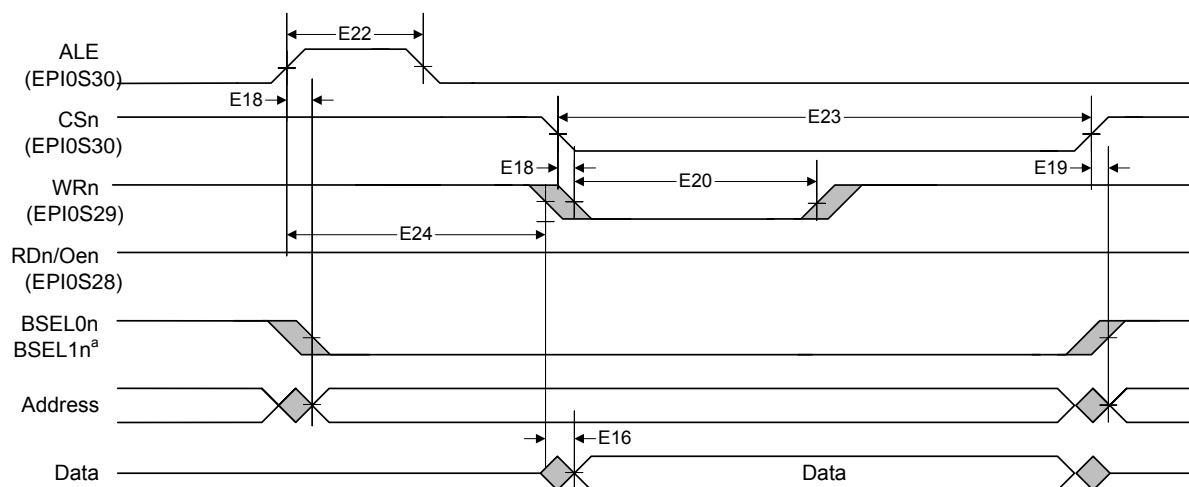 E22
ALE
(EPI0S30)
E18
CSn
(EPI0S30)
E23
E18
E20
E19
WRn
(EPI0S29)
E24
RDn/Oen
(EPI0S28)
BSEL0n
BSEL1nª
Address
E16
Data
Data